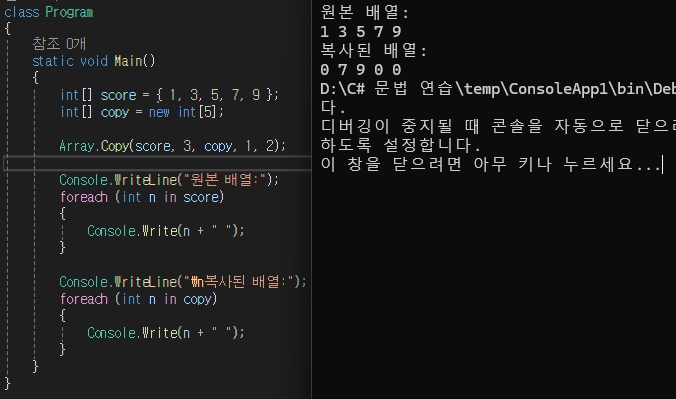 class Program
{
참조 0개
static void Main()
{
int[] score = { 1, 3, 5, 7, 9 };
int[] copy = new int[5];
Array.Copy(score, 3, copy, 1, 2);
Console.WriteLine("원본 배열:");
foreach (int n in score)
{
Console.Write(n + " ");
}
Console.WriteLine("₩n복사된 배열:");
foreach (int n in copy)
{
Console.Write(n + " ");
}
}
}
원본 배열:
1 3 5 7 9
복사된 배열:
0 7 9 0 0
D:\C# 문법 연습\temp\ConsoleApp1\bin\Deb
다.
디버깅이 중지될 때 콘솔을 자동으로 닫으려
하도록 설정합니다.
이 창을 닫으려면 아무 키나 누르세요...